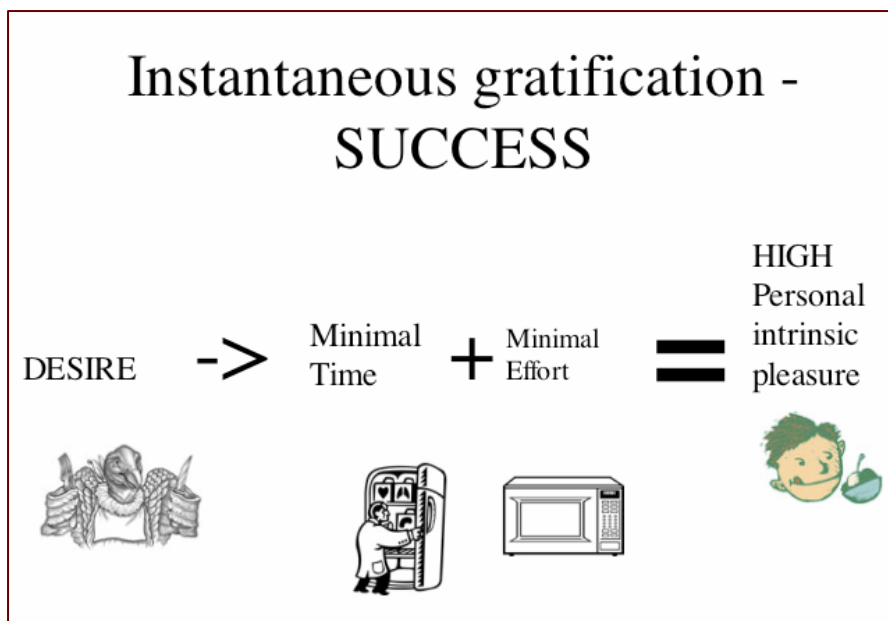 Instantaneous gratification -
SUCCESS
DESIRE
->
Minimal
Time
+
Minimal
Effort
=
HIGH
Personal
intrinsic
pleasure